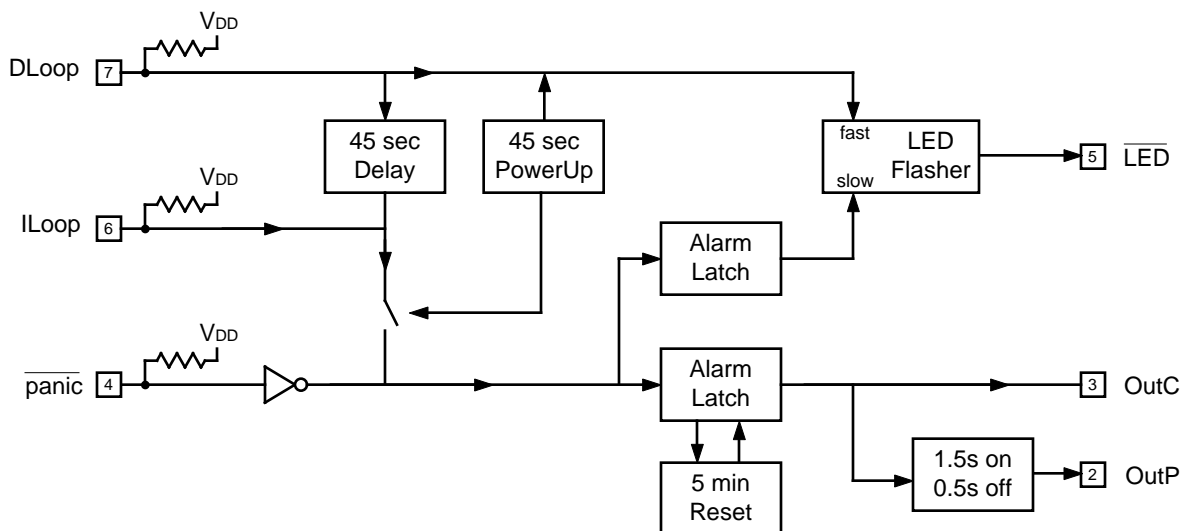 VDD
DLoop 7
45 sec
Delay
45 sec
PowerUp
fast
slow
LED
Flasher
5 LED
VDD
ILoop 6
Alarm
Latch
VDD
panic 4
Alarm
Latch
3 OutC
5 min
Reset
1.5s on
0.5s off
2 OutP